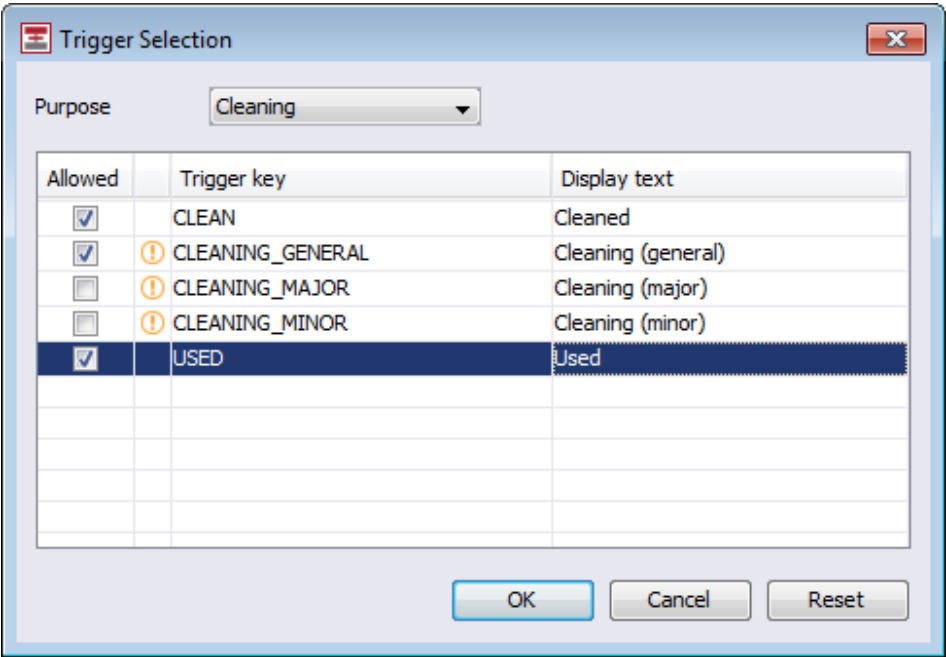 Trigger Selection
Purpose Cleaning
Allowed Trigger key Display text
CLEAN Cleaned
CLEANING_GENERAL Cleaning (general)
CLEANING_MAJOR Cleaning (major)
CLEANING_MINOR Cleaning (minor)
USED Used
OK Cancel Reset